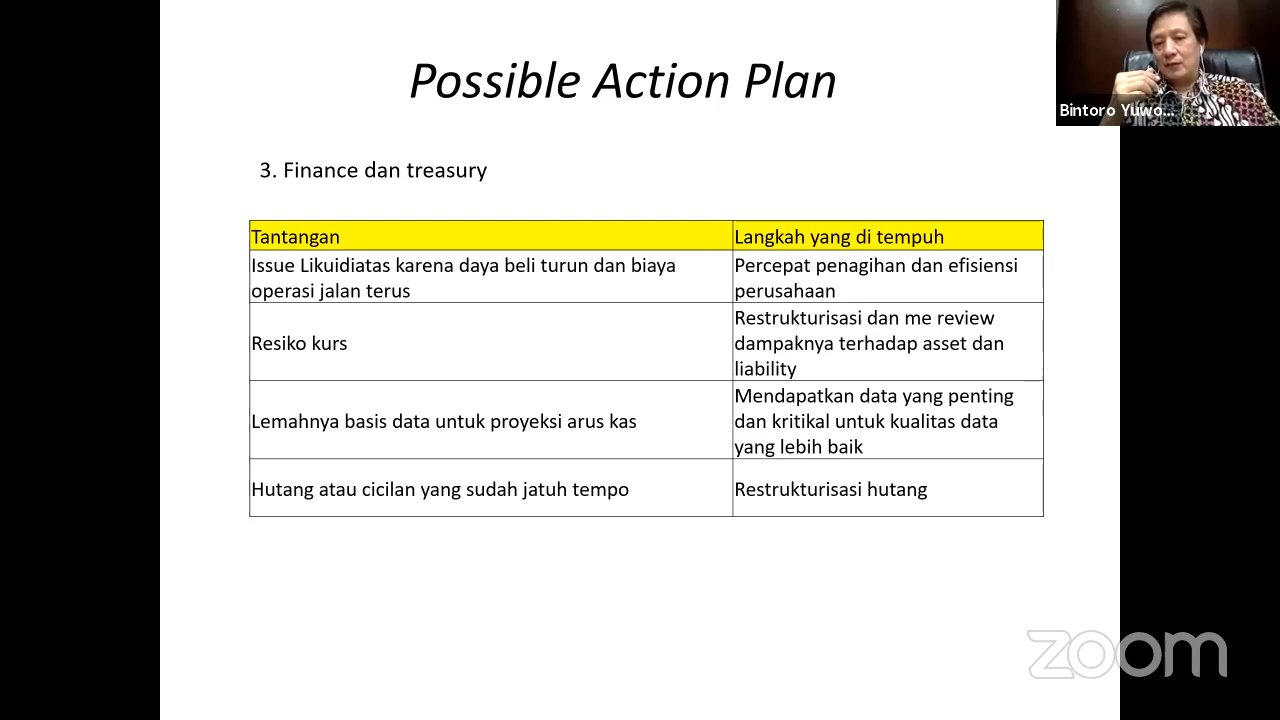 Possible Action Plan
Bintoro Yuwo...
3. Finance dan treasury
Tantangan
Langkah yang di tempuh
Issue Likuidiatas karena daya beli turun dan biaya
operasi jalan terus
Percepat penagihan dan efisiensi
perusahaan
Resiko kurs
Restrukturisasi dan me review
dampaknya terhadap asset dan
liability
Lemahnya basis data untuk proyeksi arus kas
Mendapatkan data yang penting
dan kritikal untuk kualitas data
yang lebih baik
Hutang atau cicilan yang sudah jatuh tempo
Restrukturisasi hutang
zoom